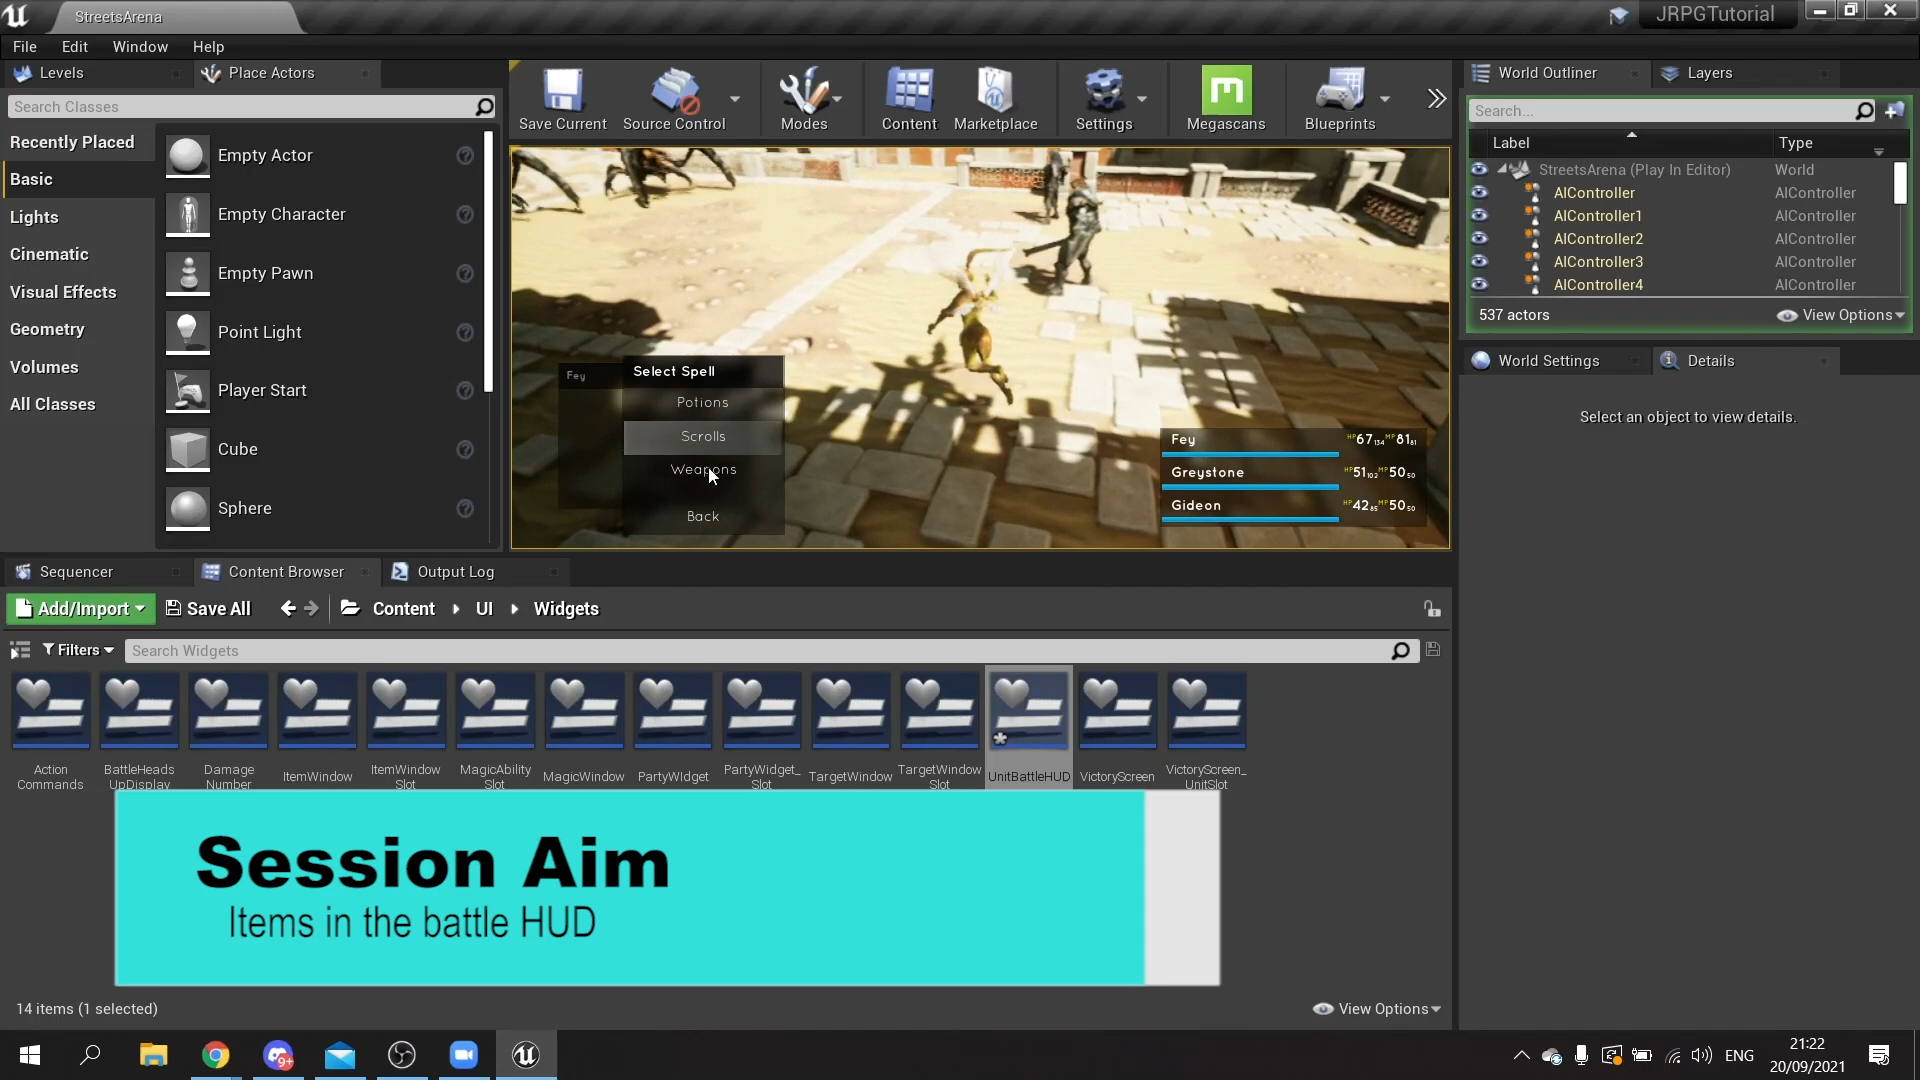 StreetsArena
JRPGTutorial
File Edit Window Help
Levels
Place Actors
Search Classes
Recently Placed
Basic
Lights
Cinematic
Visual Effects
Geometry
Volumes
All Classes
Empty Actor
Empty Character
Empty Pawn
Point Light
Player Start
Cube
Sphere
Save Current
Source Control
Modes
Content
Marketplace
Settings
Megascans
Blueprints
Fey
Select Spell
Potions
Scrolls
Weapons
Back
Fey HP67134 MP8181
Greystone HP51102 MP5050
Gideon HP4285 MP5050
World Outliner
Layers
Search...
Label Type
StreetsArena (Play In Editor) World
AIController AIController
AIController1 AIController
AIController2 AIController
AIController3 AIController
AIController4 AIController
537 actors
View Options
World Settings
Details
Select an object to view details.
Sequencer
Content Browser
Output Log
Add/Import
Save All
Content
UI
Widgets
Filters
Search Widgets
Action
Commands
BattleHeads
UpDisplay
Damage
Number
ItemWindow
ItemWindow
Slot
MagicAbility
Slot
MagicWindow
PartyWIdget
PartyWidget_
Slot
TargetWindow
TargetWindow
Slot
UnitBattleHUD
VictoryScreen
VictoryScreen_
UnitSlot
Session Aim
Items in the battle HUD
14 items (1 selected)
View Options
9+
ENG
21:22
20/09/2021